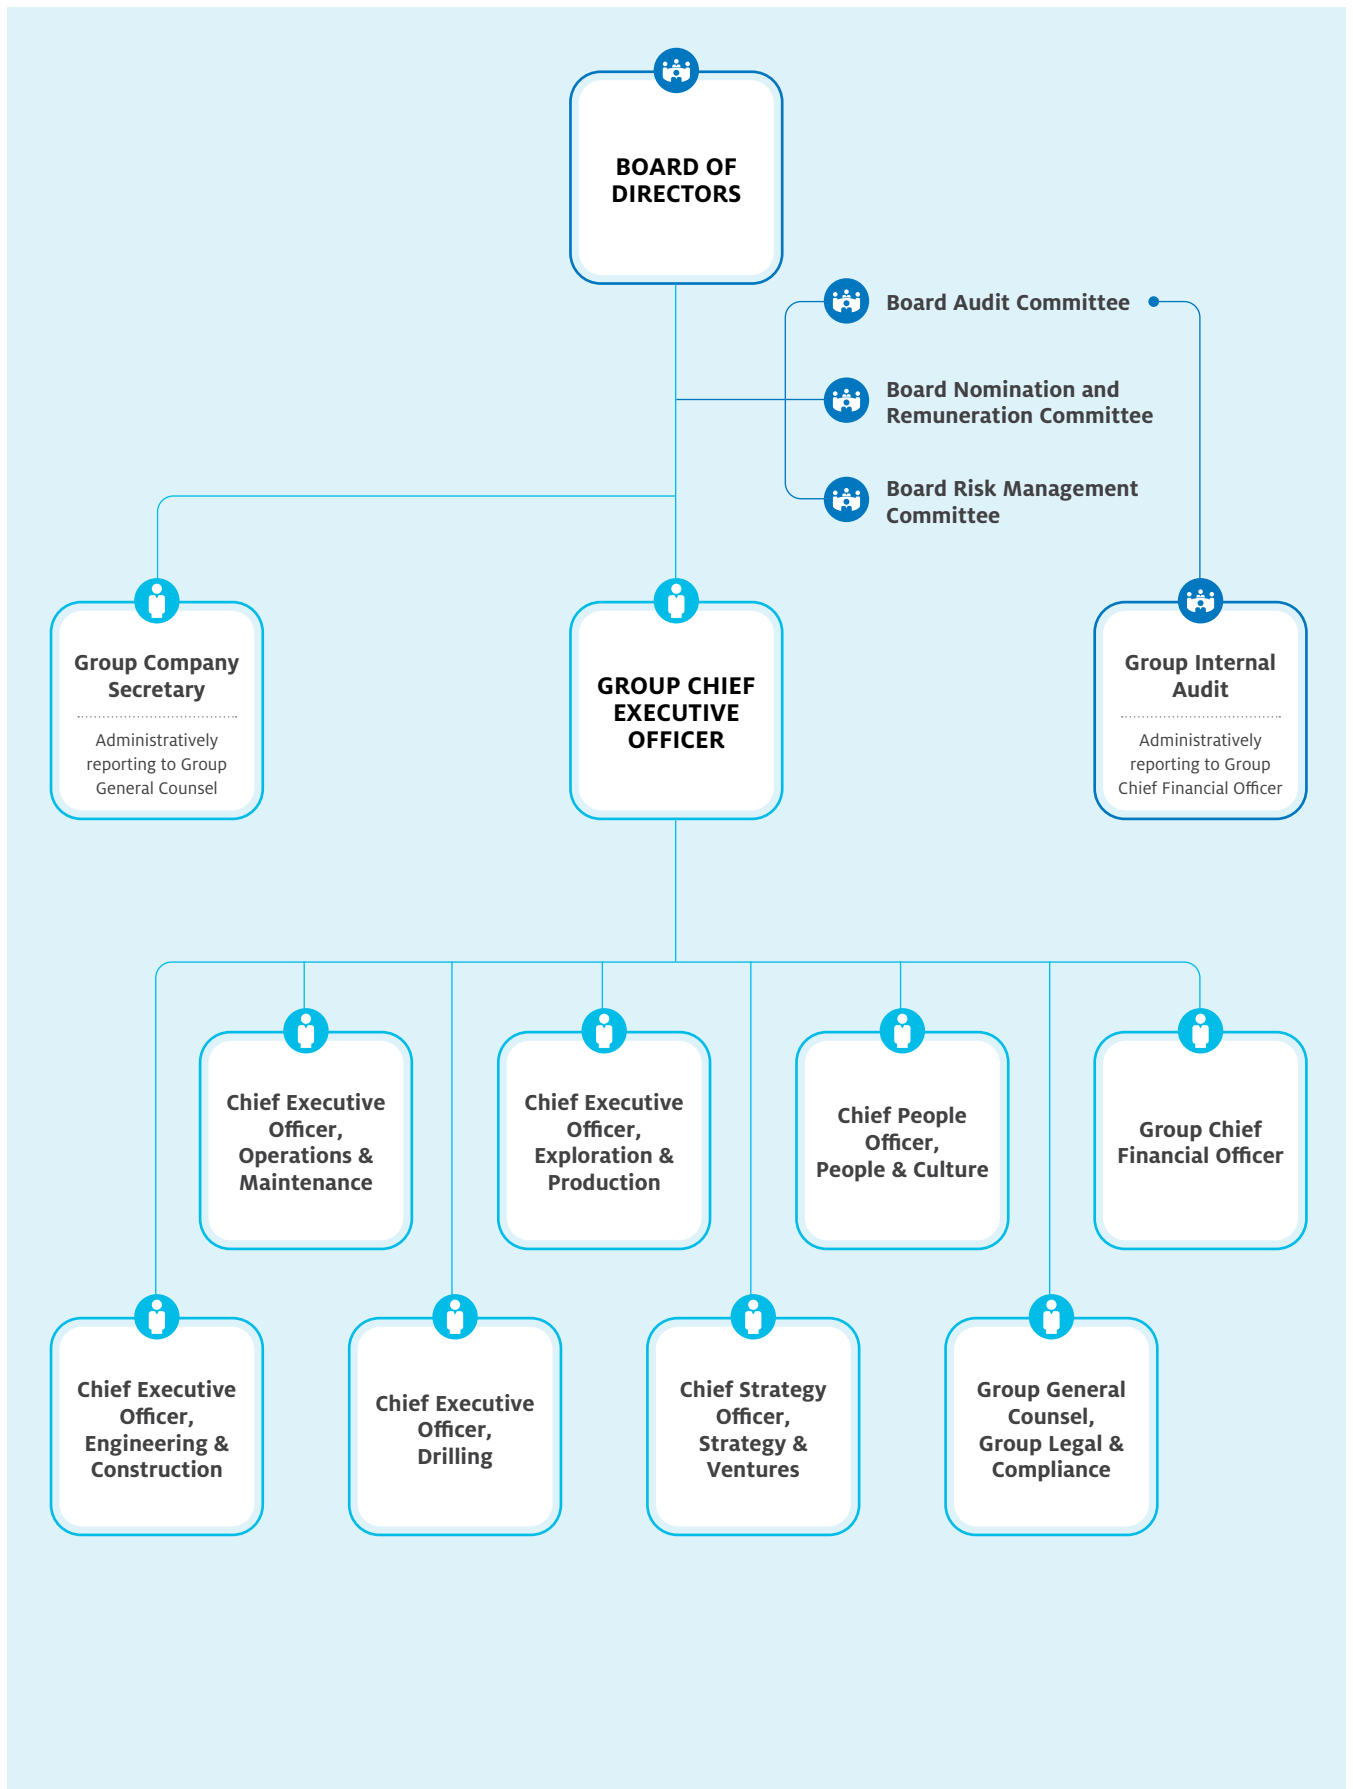 BOARD OF
DIRECTORS
Board Audit Committee
Board Nomination and
Remuneration Committee
Board Risk Management
Committee
Group Company
Secretary
Administratively
reporting to Group
General Counsel
GROUP CHIEF
EXECUTIVE
OFFICER
Group Internal
Audit
Administratively
reporting to Group
Chief Financial Officer
Chief Executive
Officer,
Operations &
Maintenance
Chief Executive
Officer,
Exploration &
Production
Chief People
Officer,
People & Culture
Group Chief
Financial Officer
Chief Executive
Officer,
Engineering &
Construction
Chief Executive
Officer,
Drilling
Chief Strategy
Officer,
Strategy &
Ventures
Group General
Counsel,
Group Legal &
Compliance